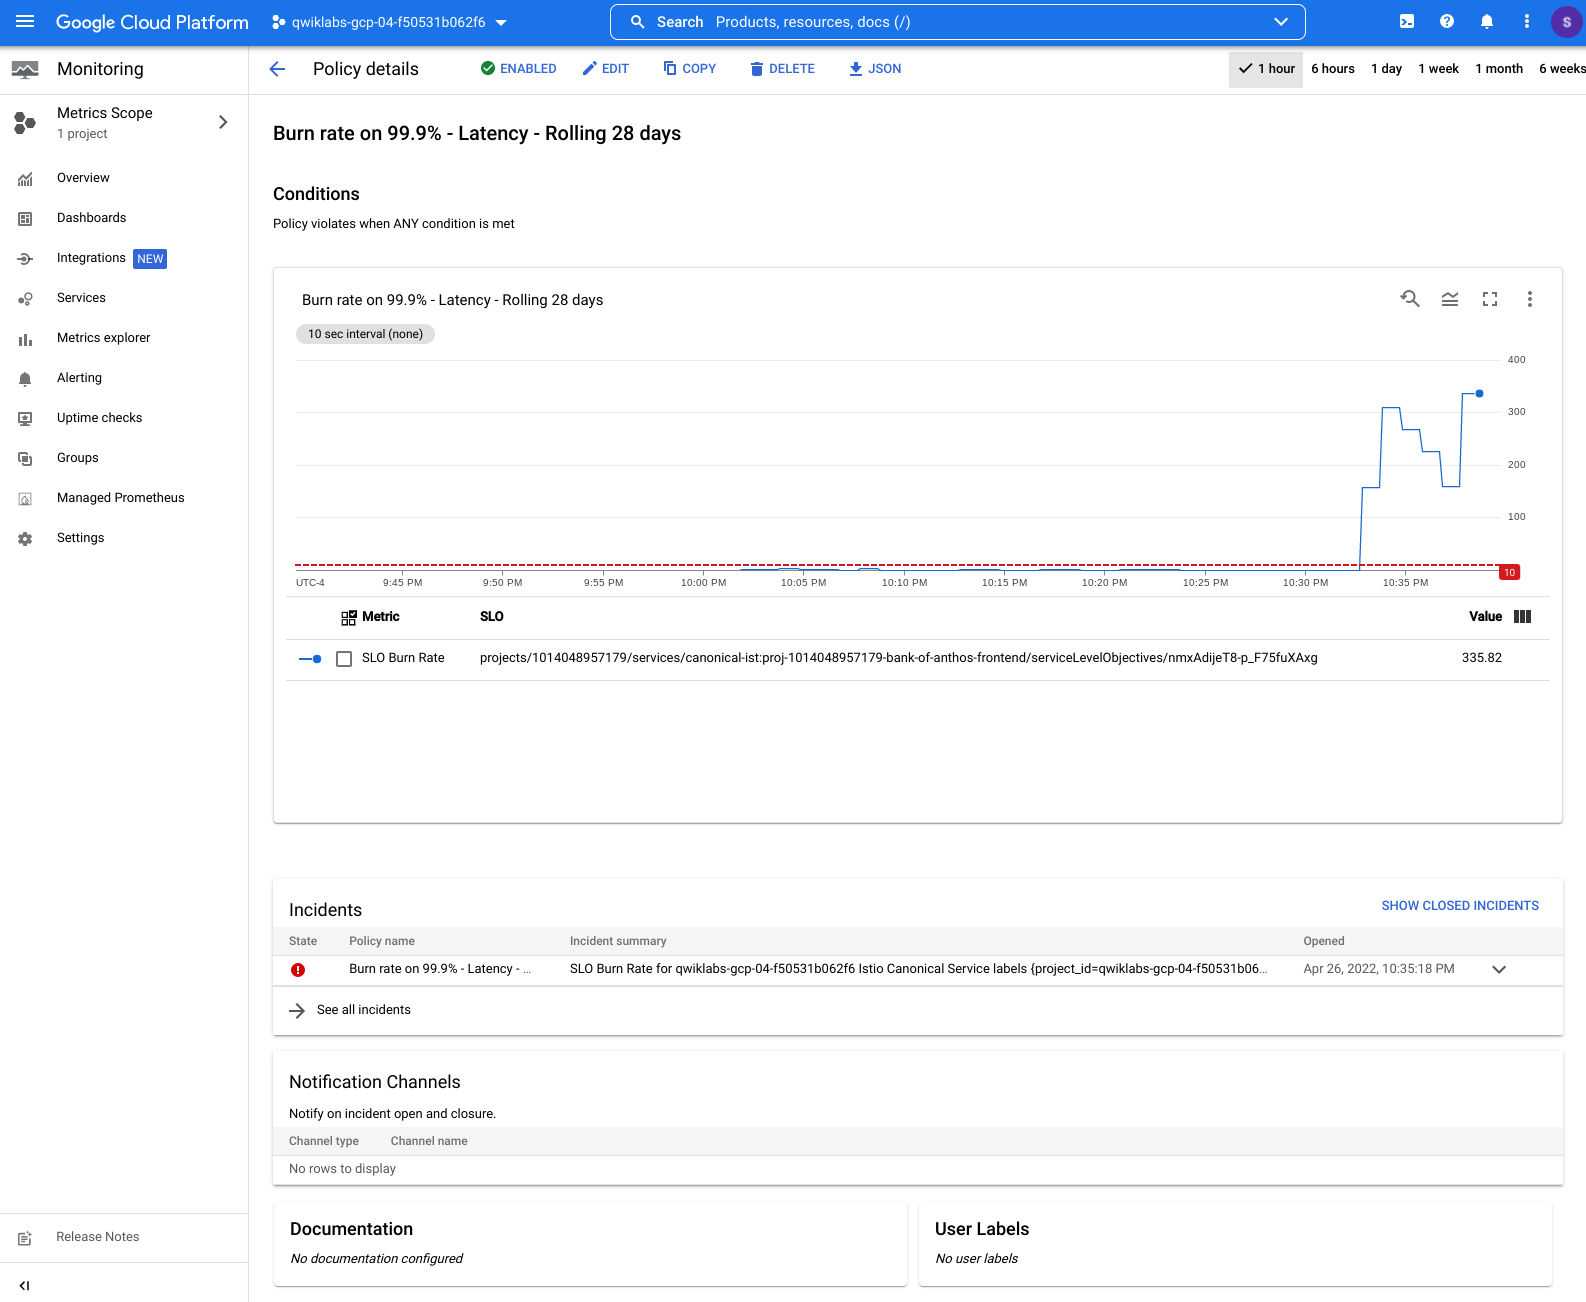 Google Cloud Platform
qwiklabs-gcp-04-f50531b062f6
Search Products, resources, docs (/)
S
Monitoring
Policy details
ENABLED
EDIT
COPY
DELETE
JSON
1 hour
6 hours
1 day
1 week
1 month
6 weeks
Metrics Scope
1 project
Overview
Dashboards
Integrations NEW
Services
Metrics explorer
Alerting
Uptime checks
Groups
Managed Prometheus
Settings
Release Notes
Burn rate on 99.9% - Latency - Rolling 28 days
Conditions
Policy violates when ANY condition is met
Burn rate on 99.9% - Latency - Rolling 28 days
10 sec interval (none)
400
300
200
100
10
UTC-4 9:45 PM 9:50 PM 9:55 PM 10:00 PM 10:05 PM 10:10 PM 10:15 PM 10:20 PM 10:25 PM 10:30 PM 10:35 PM
Metric SLO Value
SLO Burn Rate projects/1014048957179/services/canonical-ist:proj-1014048957179-bank-of-anthos-frontend/serviceLevelObjectives/nmxAdijeT8-p_F75fuXAxg 335.82
Incidents
SHOW CLOSED INCIDENTS
State Policy name Incident summary Opened
Burn rate on 99.9% - Latency - ... SLO Burn Rate for qwiklabs-gcp-04-f50531b062f6 Istio Canonical Service labels {project_id=qwiklabs-gcp-04-f50531b06... Apr 26, 2022, 10:35:18 PM
See all incidents
Notification Channels
Notify on incident open and closure.
Channel type Channel name
No rows to display
Documentation
No documentation configured
User Labels
No user labels